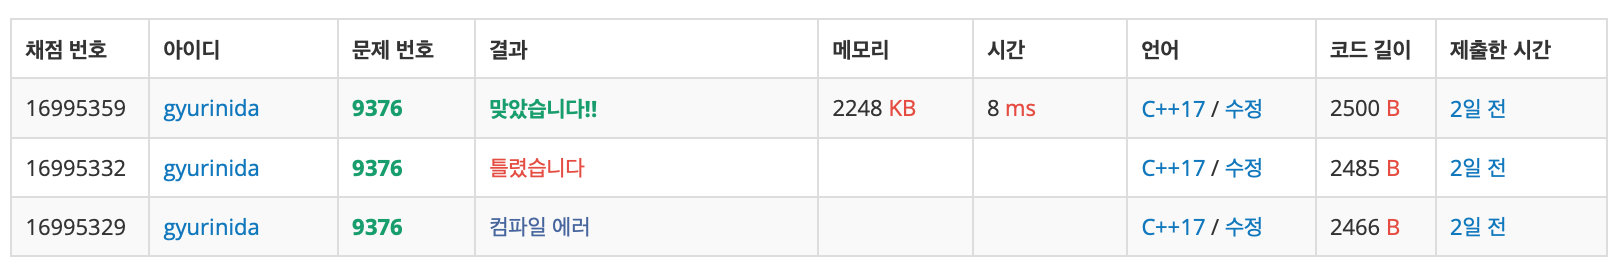 채점 번호 아이디 문제 번호 결과 메모리 시간 언어 코드 길이 제출한 시간
16995359 gyurinida 9376 맞았습니다!! 2248 KB 8 ms C++17 / 수정 2500 B 2일 전
16995332 gyurinida 9376 틀렸습니다 C++17 / 수정 2485 B 2일 전
16995329 gyurinida 9376 컴파일 에러 C++17 / 수정 2466 B 2일 전